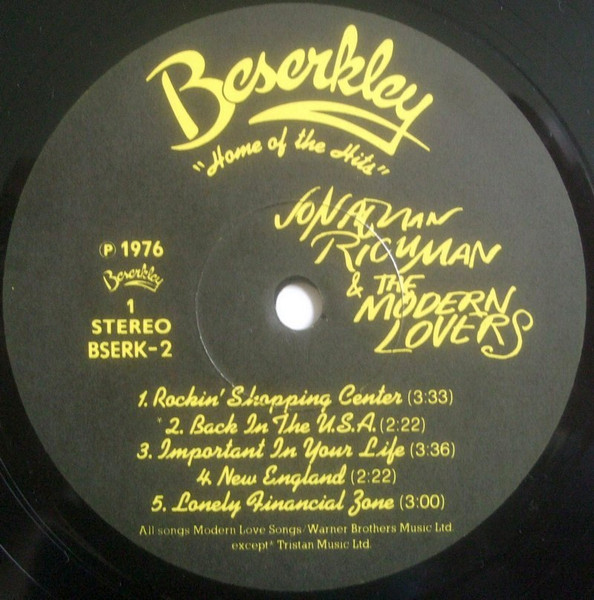 Beserkley
"Home of the Hits"
JONATHAN
RICHMAN
& THE
MODERN
LOVERS
℗ 1976
Beserkley
1
STEREO
BSERK-2
1. Rockin' Shopping Center (3:33)
*2. Back In The U.S.A. (2:22)
3. Important In Your Life (3:36)
4. New England (2:22)
5. Lonely Financial Zone (3:00)
All songs Modern Love Songs/Warner Brothers Music Ltd.
except* Tristan Music Ltd.